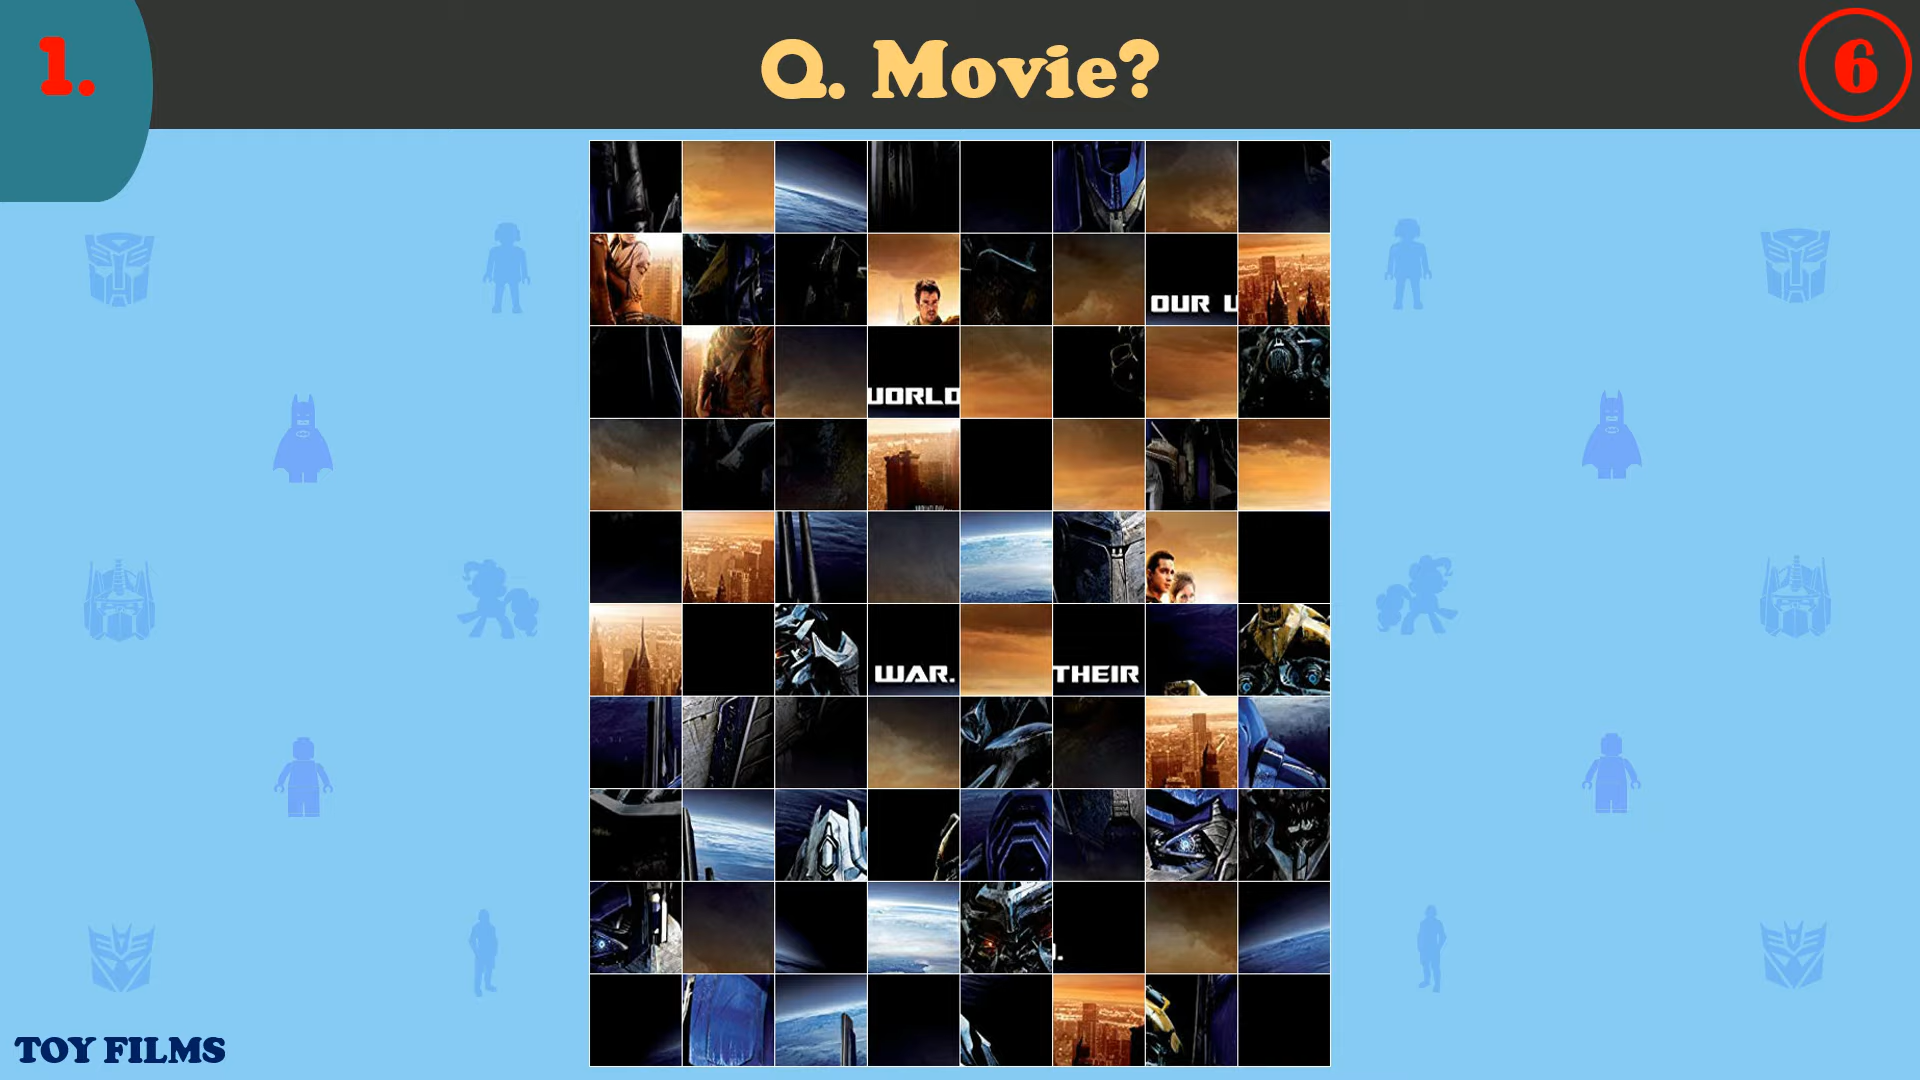 1.
Q. Movie?
6
OUR W
WORLD
WAR.
THEIR
.
TOY FILMS